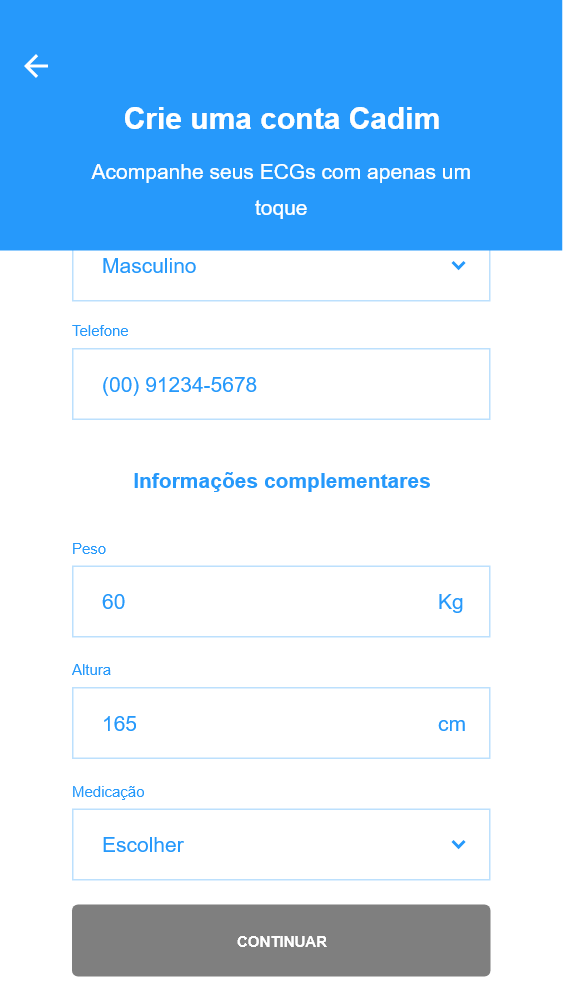 Crie uma conta Cadim
Acompanhe seus ECGs com apenas um
toque
Masculino
Telefone
(00) 91234-5678
Informações complementares
Peso
60 Kg
Altura
165 cm
Medicação
Escolher
CONTINUAR